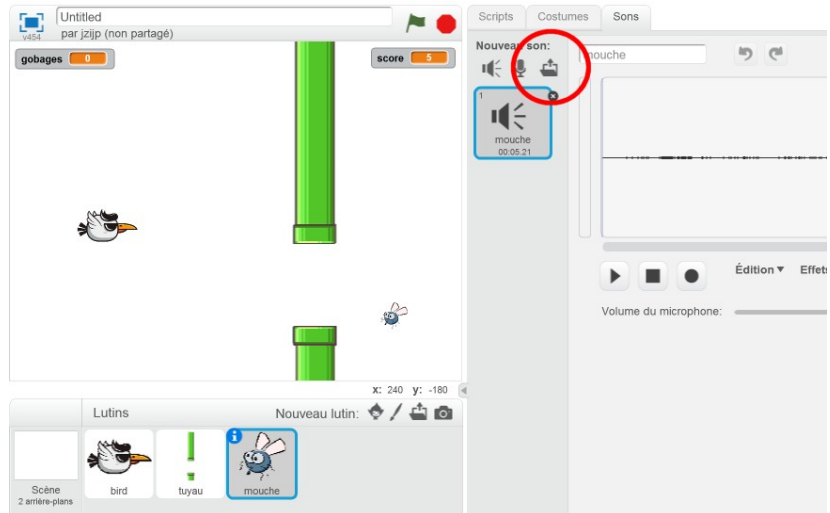 Untitled
v454
par jzijp (non partagé)
gobages 0
score 5
x: 240 y: -180
Lutins
Nouveau lutin:
Scène
2 arrière-plans
bird
tuyau
mouche
Scripts
Costumes
Sons
Nouveau son:
mouche
1
mouche
00:05.21
Édition
Effets
Volume du microphone: